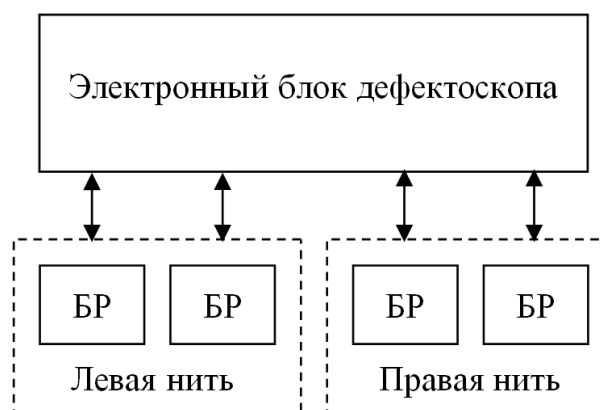 Электронный блок дефектоскопа
БР БР БР БР
Левая нить Правая нить